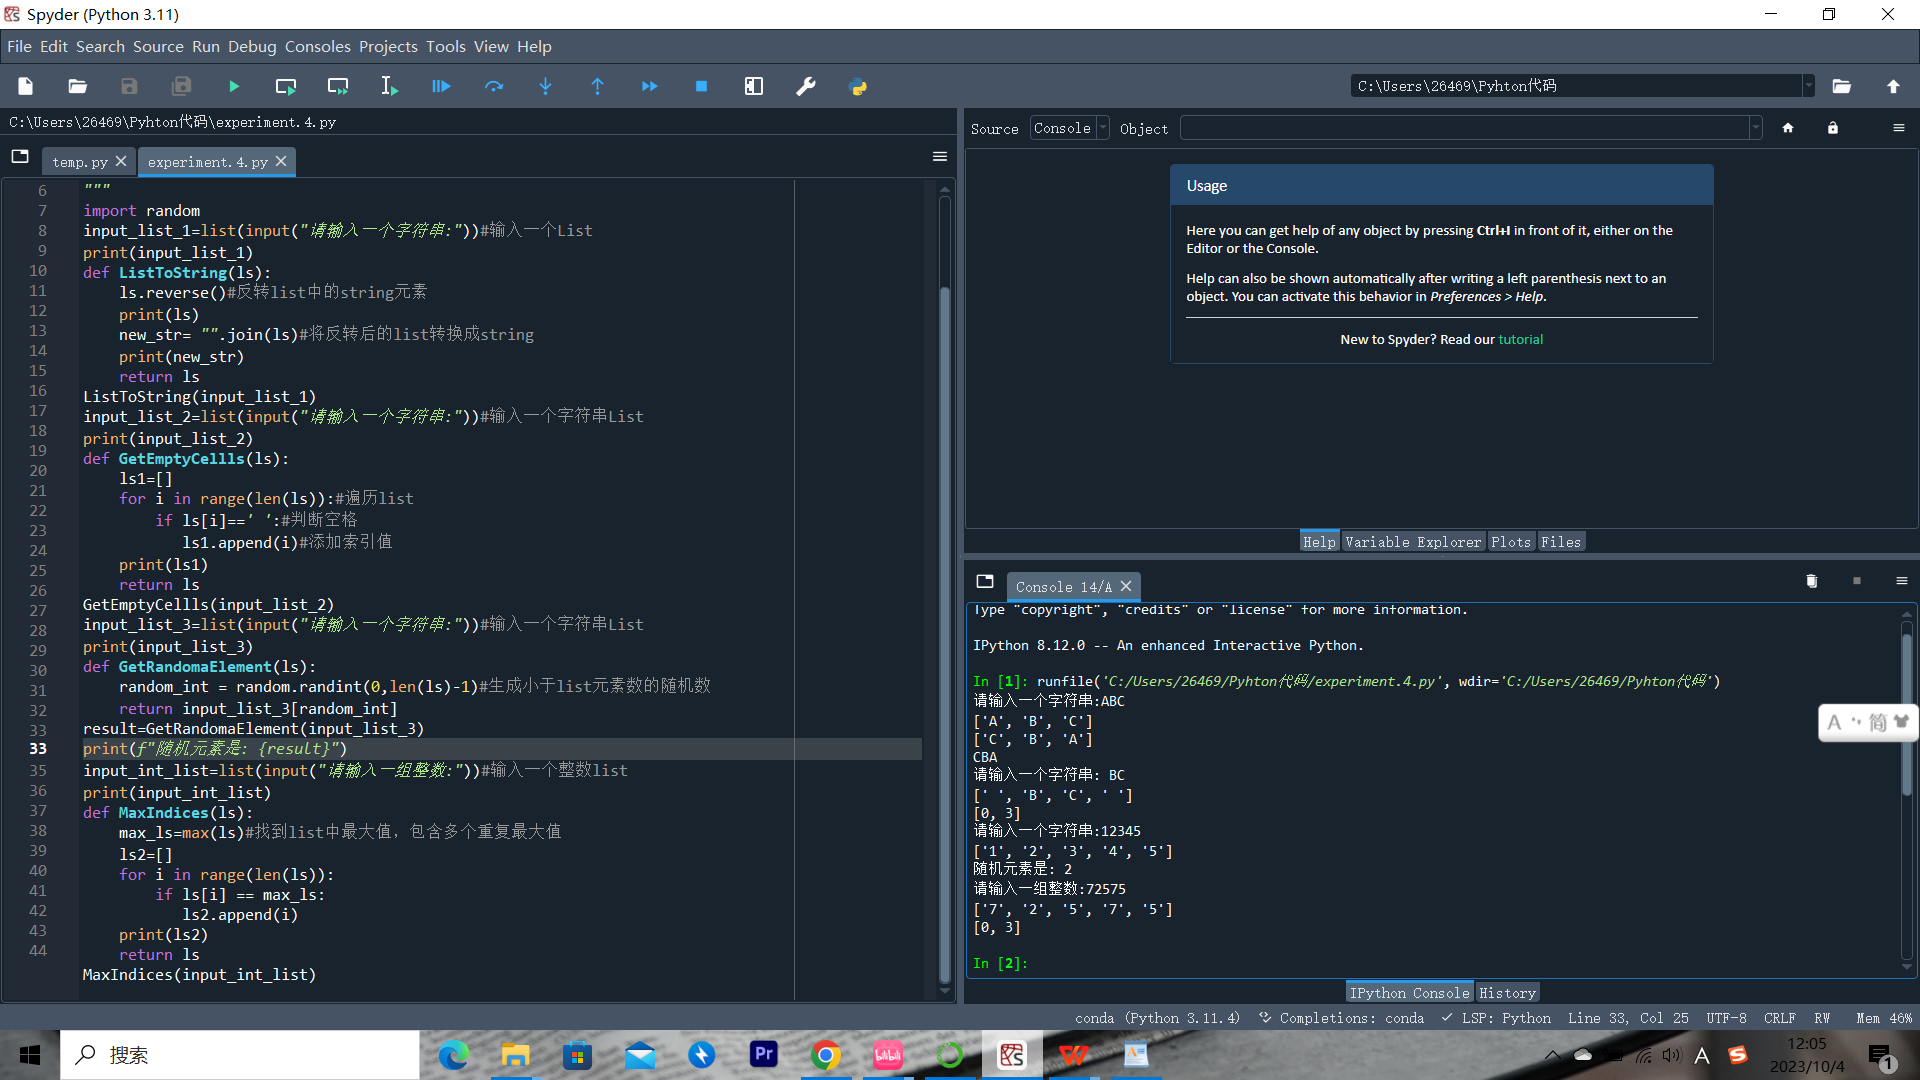 Spyder (Python 3.11)
File Edit Search Source Run Debug Consoles Projects Tools View Help
C:\Users\26469\Pyhton代码
C:\Users\26469\Pyhton代码\experiment.4.py
temp.py
experiment.4.py
6 """
7 import random
8 input_list_1=list(input("请输入一个字符串:"))#输入一个List
9 print(input_list_1)
10 def ListToString(ls):
11 ls.reverse()#反转list中的string元素
12 print(ls)
13 new_str= "".join(ls)#将反转后的list转换成string
14 print(new_str)
15 return ls
16 ListToString(input_list_1)
17 input_list_2=list(input("请输入一个字符串:"))#输入一个字符串List
18 print(input_list_2)
19 def GetEmptyCellls(ls):
20 ls1=[]
21 for i in range(len(ls)):#遍历list
22 if ls[i]==' ':#判断空格
23 ls1.append(i)#添加索引值
24 print(ls1)
25 return ls
26 GetEmptyCellls(input_list_2)
27 input_list_3=list(input("请输入一个字符串:"))#输入一个字符串List
28 print(input_list_3)
29 def GetRandomaElement(ls):
30 random_int = random.randint(0,len(ls)-1)#生成小于list元素数的随机数
31 return input_list_3[random_int]
32 result=GetRandomaElement(input_list_3)
33 print(f"随机元素是: {result}")
33 input_int_list=list(input("请输入一组整数:"))#输入一个整数list
35 print(input_int_list)
36 def MaxIndices(ls):
37 max_ls=max(ls)#找到list中最大值，包含多个重复最大值
38 ls2=[]
39 for i in range(len(ls)):
40 if ls[i] == max_ls:
41 ls2.append(i)
42 print(ls2)
43 return ls
44 MaxIndices(input_int_list)
Source Console Object
Usage
Here you can get help of any object by pressing Ctrl+I in front of it, either on the
Editor or the Console.
Help can also be shown automatically after writing a left parenthesis next to an
object. You can activate this behavior in Preferences > Help.
New to Spyder? Read our tutorial
Help Variable Explorer Plots Files
Console 14/A
Type "copyright", "credits" or "license" for more information.
IPython 8.12.0 -- An enhanced Interactive Python.
In [1]: runfile('C:/Users/26469/Pyhton代码/experiment.4.py', wdir='C:/Users/26469/Pyhton代码')
请输入一个字符串:ABC
['A', 'B', 'C']
['C', 'B', 'A']
CBA
请输入一个字符串: BC
[' ', 'B', 'C', ' ']
[0, 3]
请输入一个字符串:12345
['1', '2', '3', '4', '5']
随机元素是: 2
请输入一组整数:72575
['7', '2', '5', '7', '5']
[0, 3]
In [2]:
A 简
IPython Console History
conda (Python 3.11.4) Completions: conda LSP: Python Line 33, Col 25 UTF-8 CRLF RW Mem 46%
搜索
Pr
bilibili
A
12:05
2023/10/4
1